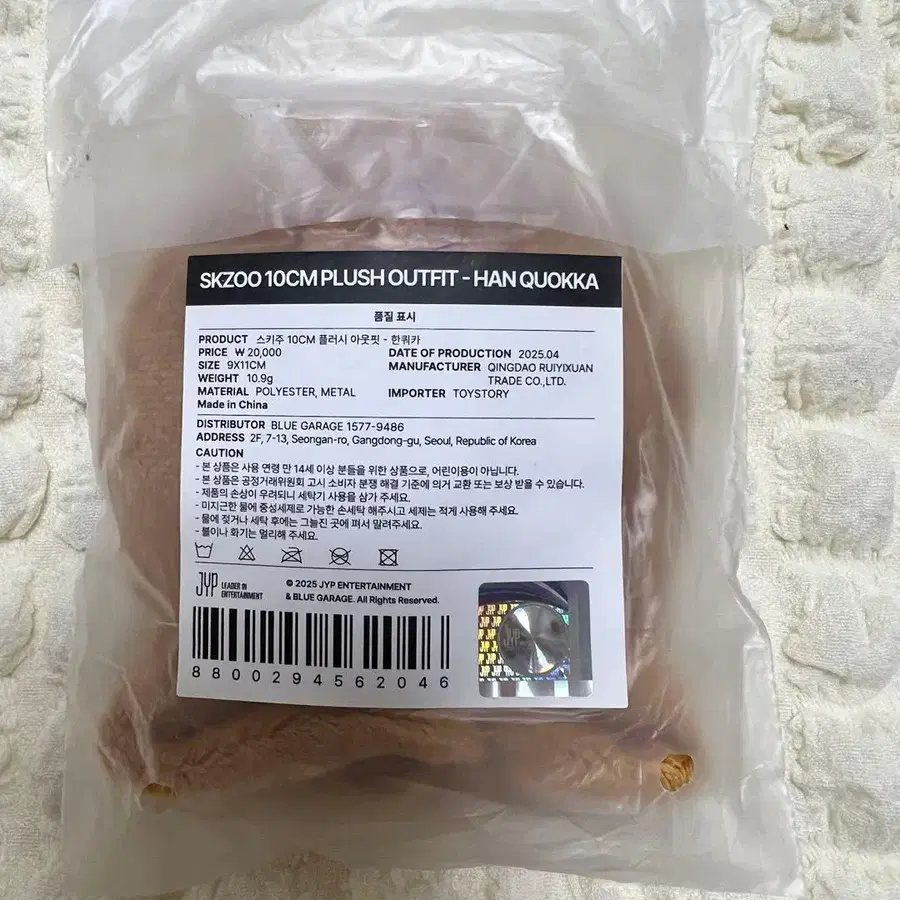 SKZOO 10CM PLUSH OUTFIT - HAN QUOKKA
품질 표시
PRODUCT 스키주 10CM 플러시 아웃핏 - 한쿼카
PRICE ₩ 20,000
SIZE 9X11CM
WEIGHT 10.9g
MATERIAL POLYESTER, METAL
Made in China
DATE OF PRODUCTION 2025.04
MANUFACTURER QINGDAO RUIYIXUAN
TRADE CO.,LTD.
IMPORTER TOYSTORY
DISTRIBUTOR BLUE GARAGE 1577-9486
ADDRESS 2F, 7-13, Seongan-ro, Gangdong-gu, Seoul, Republic of Korea
CAUTION
- 본 상품은 사용 연령 만 14세 이상 분들을 위한 상품으로, 어린이용이 아닙니다.
- 본 상품은 공정거래위원회 고시 소비자 분쟁 해결 기준에 의거 교환 또는 보상 받을 수 있습니다.
- 제품의 손상이 우려되니 세탁기 사용을 삼가 주세요.
- 미지근한 물에 중성세제로 가능한 손세탁 해주시고 세제는 적게 사용해 주세요.
- 물에 젖거나 세탁 후에는 그늘진 곳에 펴서 말려주세요.
- 불이나 화기는 멀리해 주세요.
JYP LEADER IN
ENTERTAINMENT
© 2025 JYP ENTERTAINMENT
& BLUE GARAGE. All Rights Reserved.
8800294562046
JYP